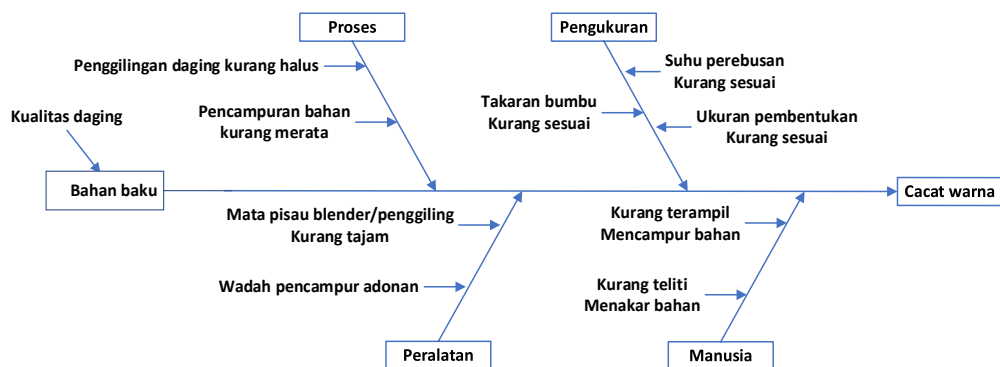 Proses
Pengukuran
Penggilingan daging kurang halus
Suhu perebusan
Kurang sesuai
Kualitas daging
Pencampuran bahan
kurang merata
Takaran bumbu
Kurang sesuai
Ukuran pembentukan
Kurang sesuai
Bahan baku
Cacat warna
Mata pisau blender/penggiling
Kurang tajam
Kurang terampil
Mencampur bahan
Wadah pencampur adonan
Kurang teliti
Menakar bahan
Peralatan
Manusia